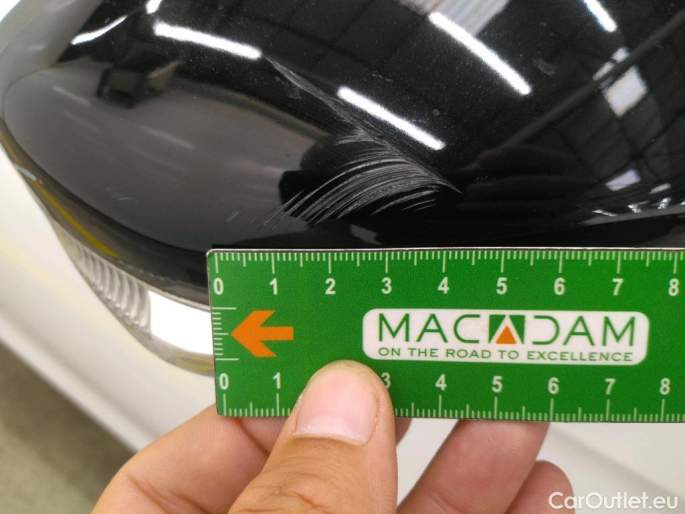 0 1 2 3 4 5 6 7 8
MACADAM
ON THE ROAD TO EXCELLENCE
0 1 3 4 5 6 7 8
CarOutlet.eu